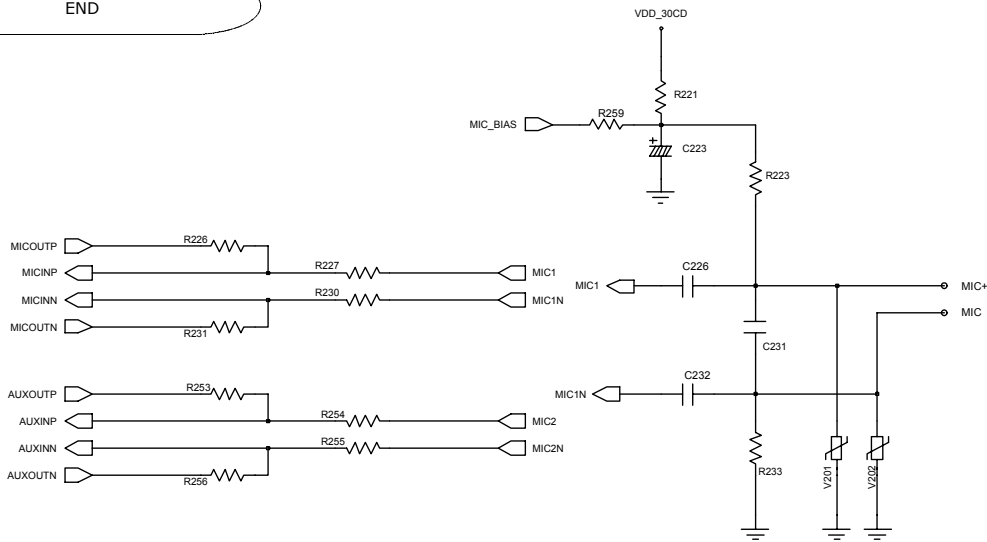 END
VDD_30CD
R221
MIC_BIAS
R259
+
C223
R223
MICOUTP
R226
MICINP
R227
MIC1
MICINN
R230
MIC1N
MICOUTN
R231
MIC1
C226
MIC+
MIC
C231
AUXOUTP
R253
AUXINP
R254
MIC2
AUXINN
R255
MIC2N
AUXOUTN
R256
MIC1N
C232
R233
V201
V202